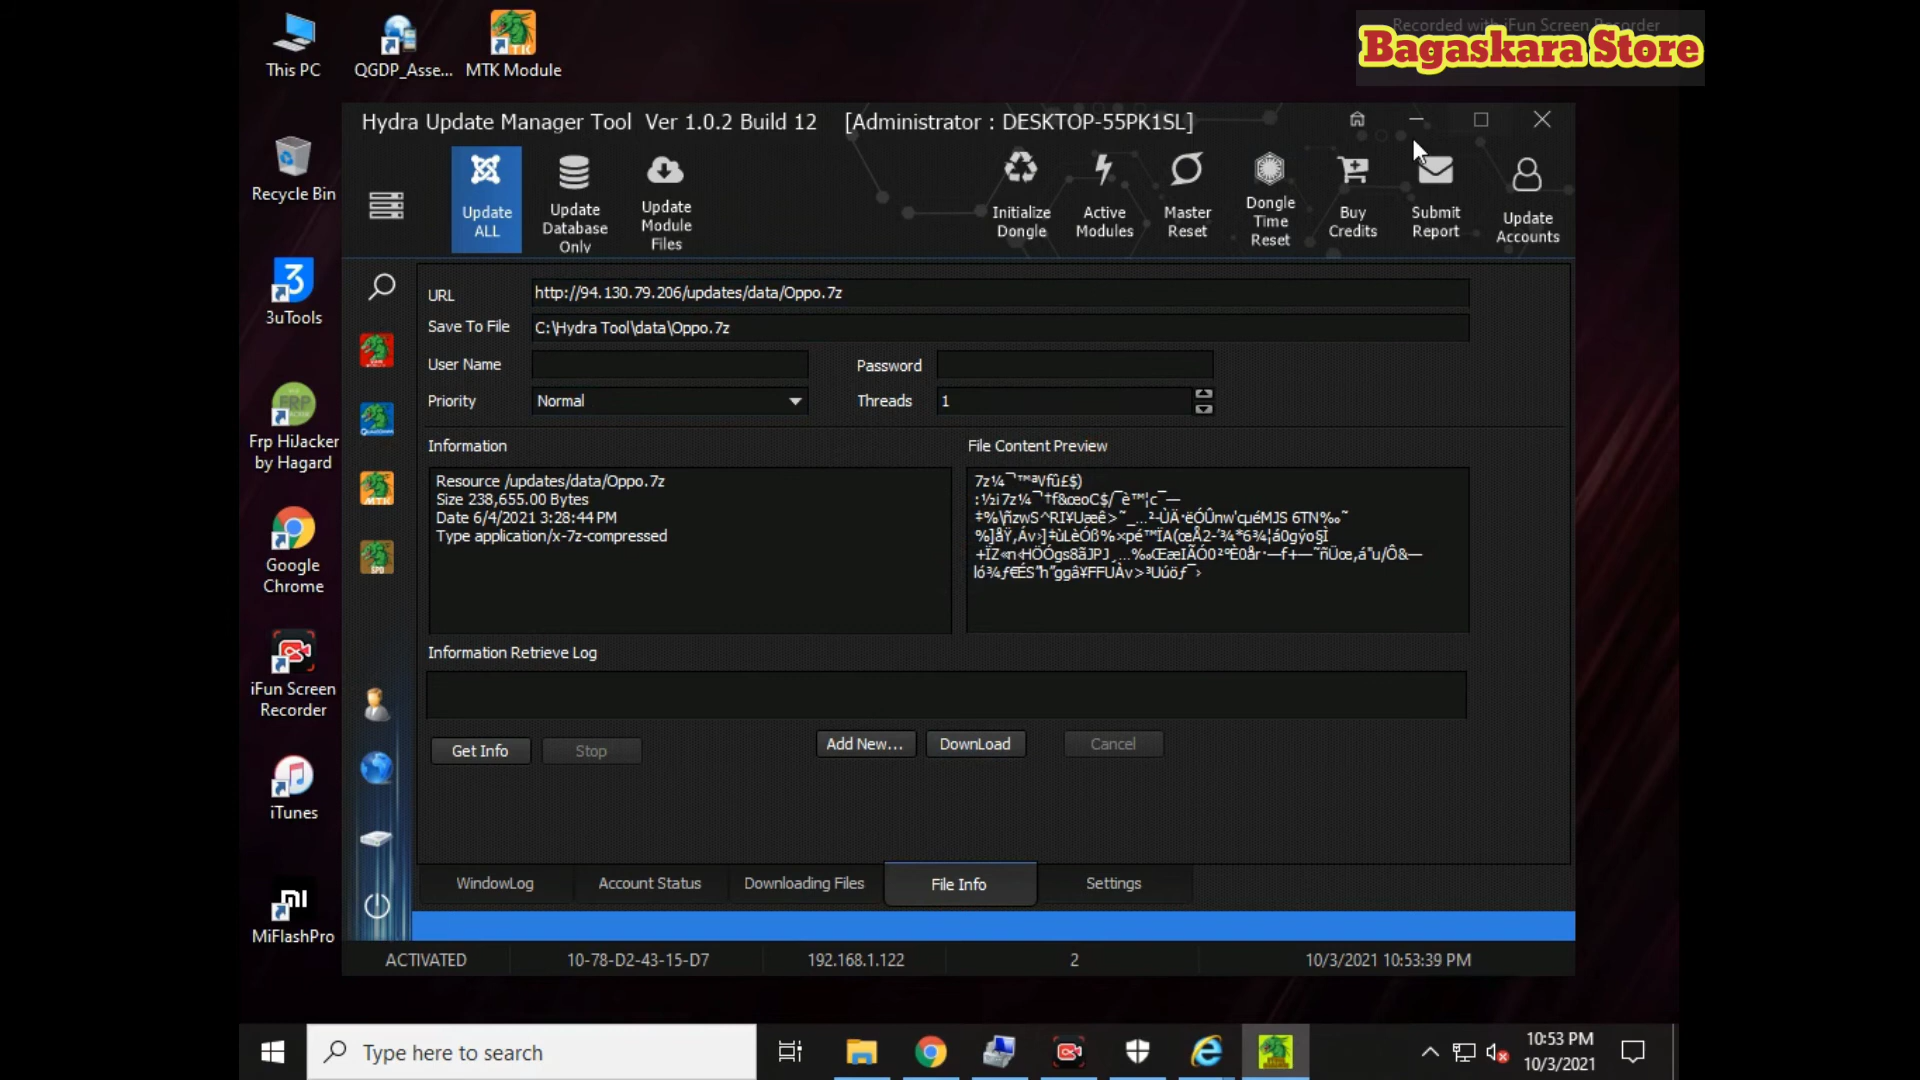 This PC
QGDP_Asse...
MTK Module
Recorded with iFun Screen Recorder
Bagaskara Store
Hydra Update Manager Tool Ver 1.0.2 Build 12 [Administrator : DESKTOP-55PK1SL]
Update ALL
Update Database Only
Update Module Files
Initialize Dongle
Active Modules
Master Reset
Dongle Time Reset
Buy Credits
Submit Report
Update Accounts
Recycle Bin
3uTools
Frp HiJacker by Hagard
Google Chrome
iFun Screen Recorder
iTunes
MiFlashPro
URL http://94.130.79.206/updates/data/Oppo.7z
Save To File C:\Hydra Tool\data\Oppo.7z
User Name
Password
Priority Normal
Threads 1
Information
File Content Preview
Resource /updates/data/Oppo.7z
Size 238,655.00 Bytes
Date 6/4/2021 3:28:44 PM
Type application/x-7z-compressed
Information Retrieve Log
Get Info
Stop
Add New...
DownLoad
Cancel
WindowLog
Account Status
Downloading Files
File Info
Settings
ACTIVATED
10-78-D2-43-15-D7
192.168.1.122
2
10/3/2021 10:53:39 PM
Type here to search
10:53 PM
10/3/2021